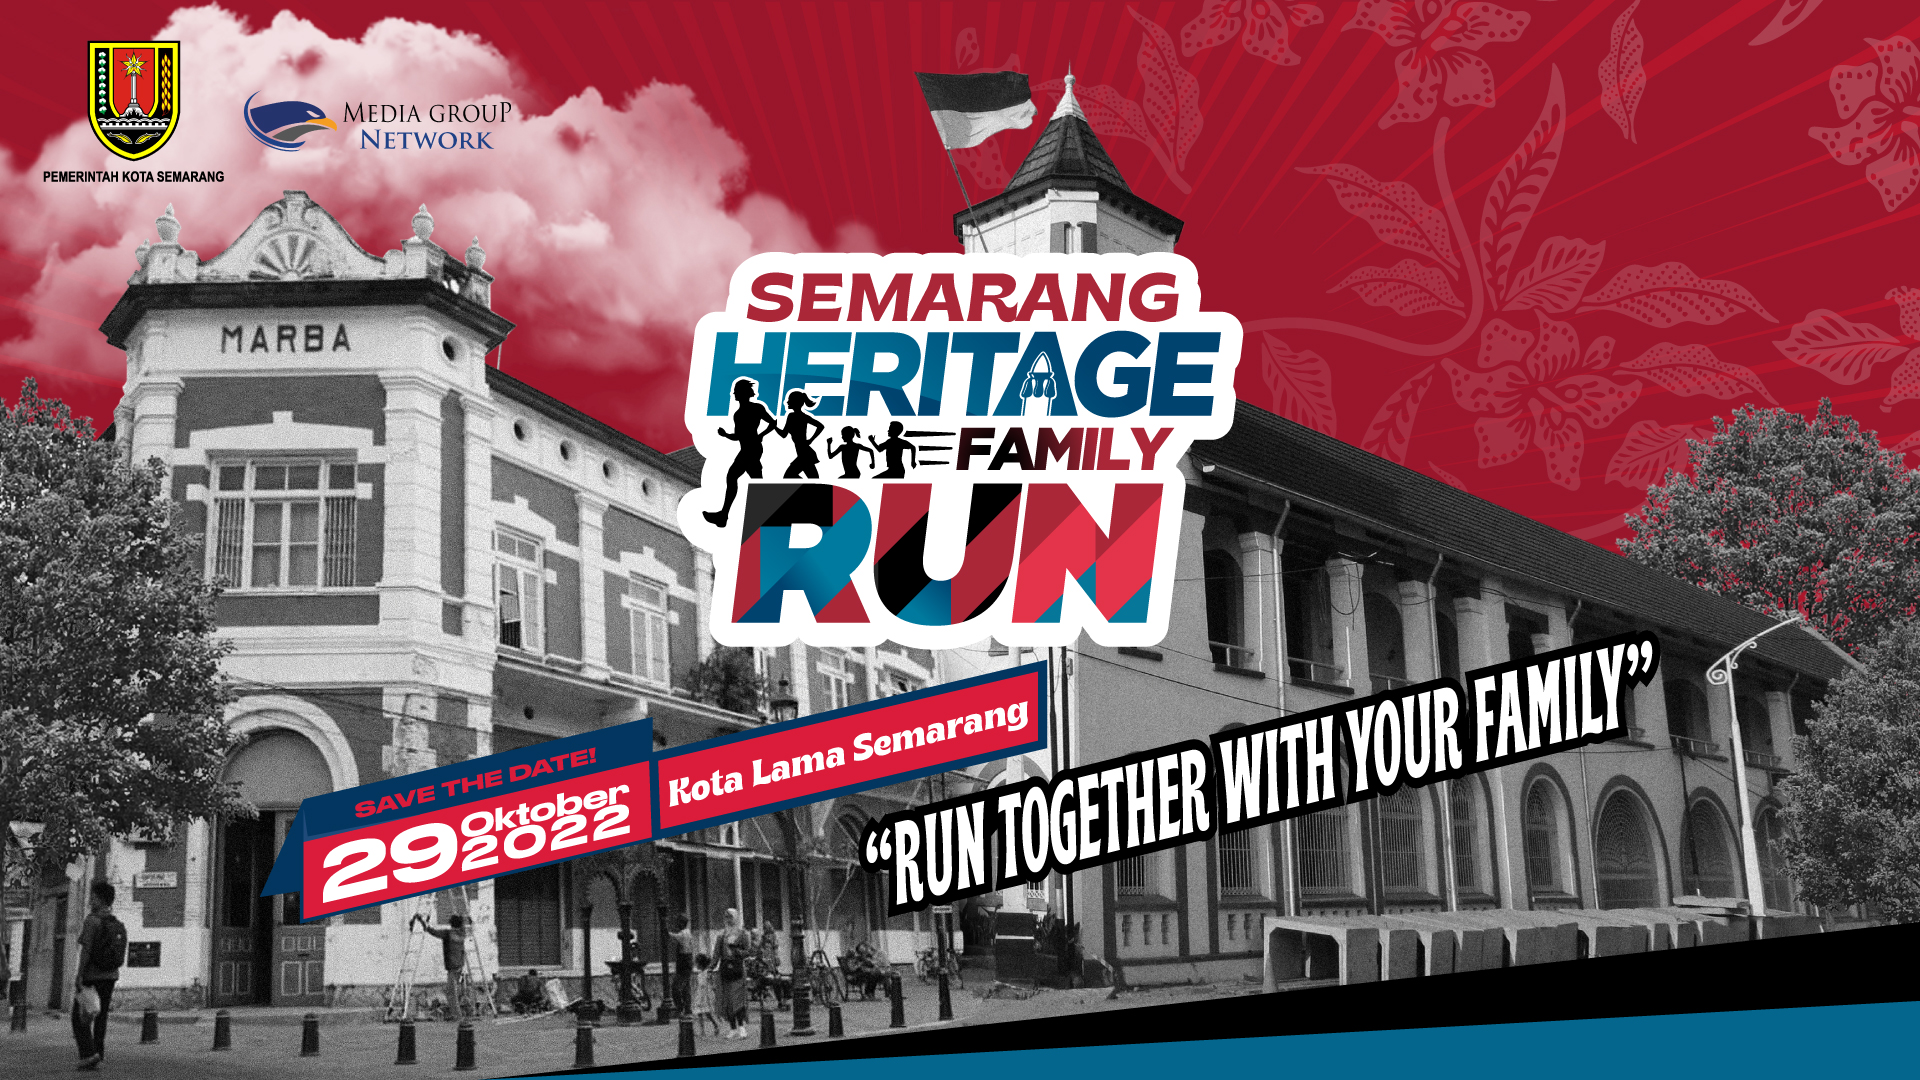 PEMERINTAH KOTA SEMARANG
MEDIA GROUP
NETWORK
MARBA
SEMARANG
HERITAGE
FAMILY
RUN
SAVE THE DATE!
29 Oktober
2022
Kota Lama Semarang
“RUN TOGETHER WITH YOUR FAMILY”